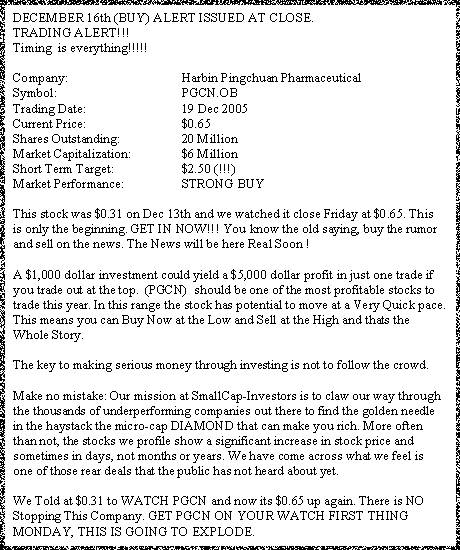 DECEMBER 16th (BUY) ALERT ISSUED AT CLOSE.
TRADING ALERT!!!
Timing is everything!!!!!
Company: Harbin Pingchuan Pharmaceutical
Symbol: PGCN.OB
Trading Date: 19 Dec 2005
Current Price: $0.65
Shares Outstanding: 20 Million
Market Capitalization: $6 Million
Short Term Target: $2.50 (!!!)
Market Performance: STRONG BUY
This stock was $0.31 on Dec 13th and we watched it close Friday at $0.65. This
is only the beginning. GET IN NOW!!! You know the old saying, buy the rumor
and sell on the news. The News will be here Real Soon !
A $1,000 dollar investment could yield a $5,000 dollar profit in just one trade if
you trade out at the top. (PGCN) should be one of the most profitable stocks to
trade this year. In this range the stock has potential to move at a Very Quick pace.
This means you can Buy Now at the Low and Sell at the High and thats the
Whole Story.
The key to making serious money through investing is not to follow the crowd.
Make no mistake: Our mission at SmallCap-Investors is to claw our way through
the thousands of underperforming companies out there to find the golden needle
in the haystack the micro-cap DIAMOND that can make you rich. More often
than not, the stocks we profile show a significant increase in stock price and
sometimes in days, not months or years. We have come across what we feel is
one of those rear deals that the public has not heard about yet.
We Told at $0.31 to WATCH PGCN and now its $0.65 up again. There is NO
Stopping This Company. GET PGCN ON YOUR WATCH FIRST THING
MONDAY, THIS IS GOING TO EXPLODE.